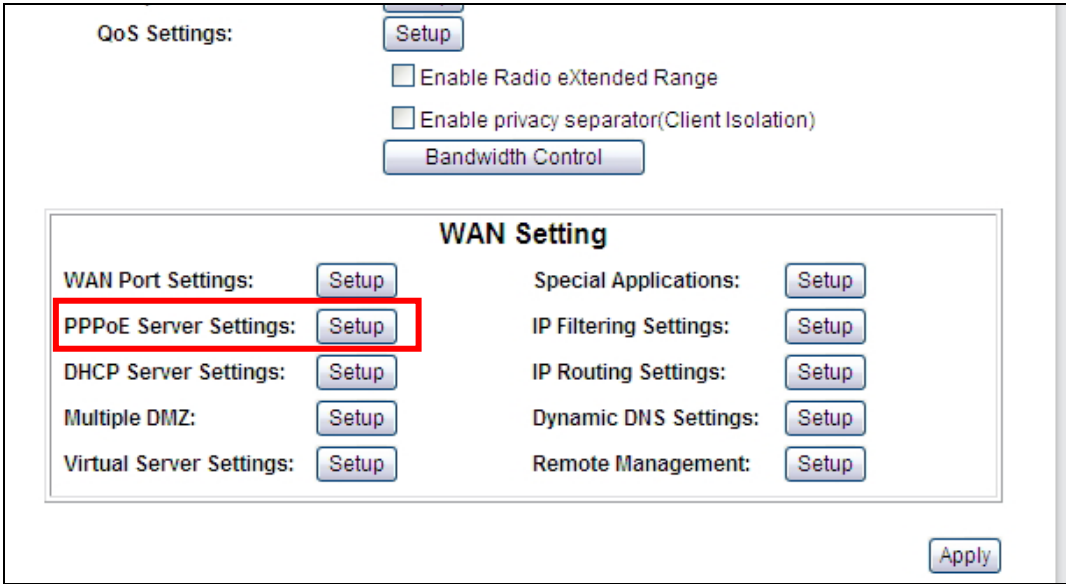 QoS Settings: Setup
Enable Radio eXtended Range
Enable privacy separator(Client Isolation)
Bandwidth Control
WAN Setting
WAN Port Settings: Setup Special Applications: Setup
PPPoE Server Settings: Setup IP Filtering Settings: Setup
DHCP Server Settings: Setup IP Routing Settings: Setup
Multiple DMZ: Setup Dynamic DNS Settings: Setup
Virtual Server Settings: Setup Remote Management: Setup
Apply